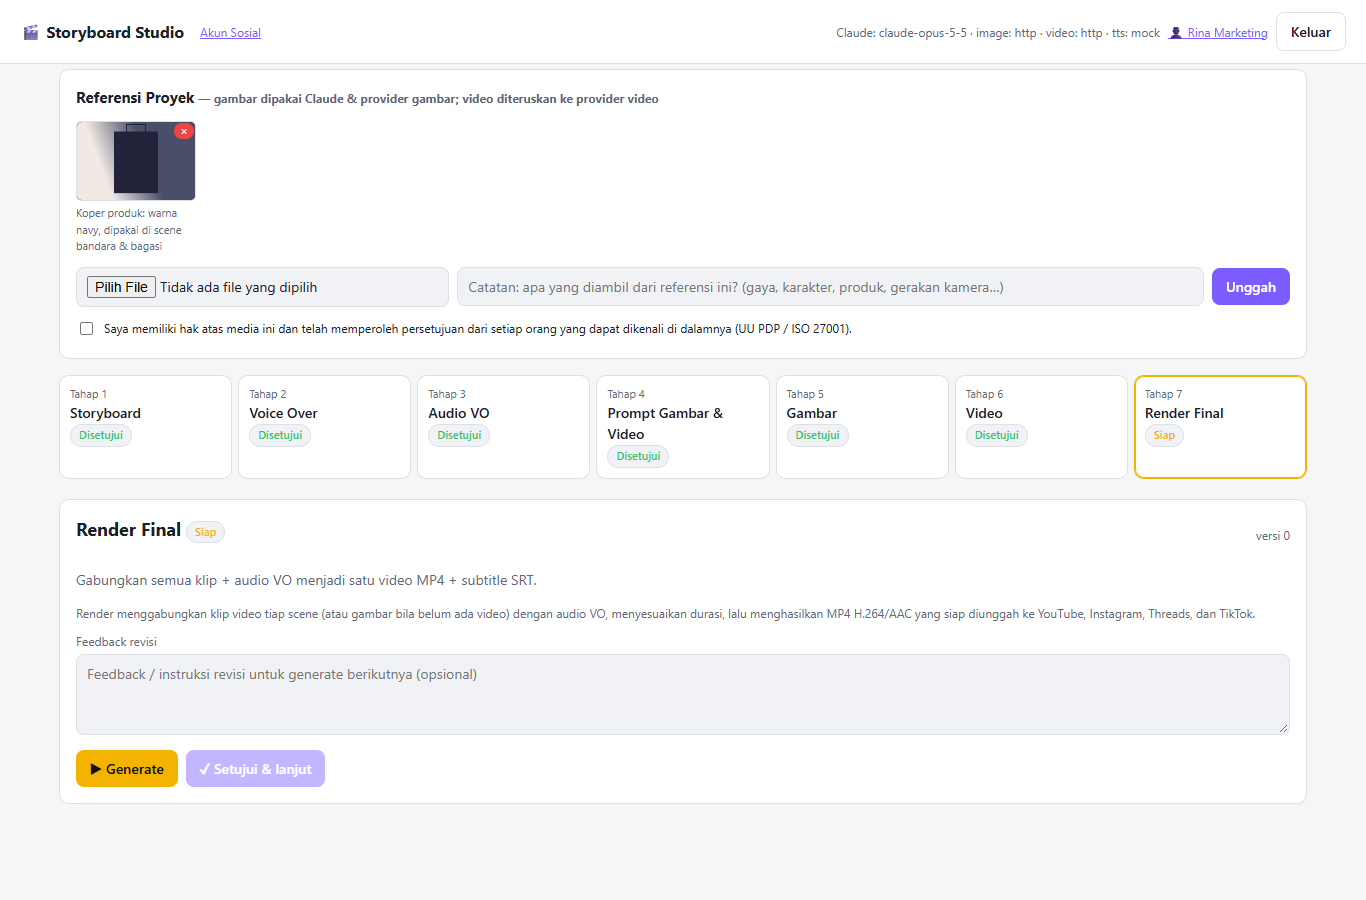 Storyboard Studio
Akun Sosial
Claude: claude-opus-5-5 · image: http · video: http · tts: mock
Rina Marketing
Keluar
Referensi Proyek — gambar dipakai Claude & provider gambar; video diteruskan ke provider video
×
Koper produk: warna
navy, dipakai di scene
bandara & bagasi
Pilih File Tidak ada file yang dipilih
Catatan: apa yang diambil dari referensi ini? (gaya, karakter, produk, gerakan kamera...)
Unggah
Saya memiliki hak atas media ini dan telah memperoleh persetujuan dari setiap orang yang dapat dikenali di dalamnya (UU PDP / ISO 27001).
Tahap 1
Storyboard
Disetujui
Tahap 2
Voice Over
Disetujui
Tahap 3
Audio VO
Disetujui
Tahap 4
Prompt Gambar &
Video
Disetujui
Tahap 5
Gambar
Disetujui
Tahap 6
Video
Disetujui
Tahap 7
Render Final
Siap
Render Final Siap
versi 0
Gabungkan semua klip + audio VO menjadi satu video MP4 + subtitle SRT.
Render menggabungkan klip video tiap scene (atau gambar bila belum ada video) dengan audio VO, menyesuaikan durasi, lalu menghasilkan MP4 H.264/AAC yang siap diunggah ke YouTube, Instagram, Threads, dan TikTok.
Feedback revisi
Feedback / instruksi revisi untuk generate berikutnya (opsional)
▶ Generate
✓ Setujui & lanjut